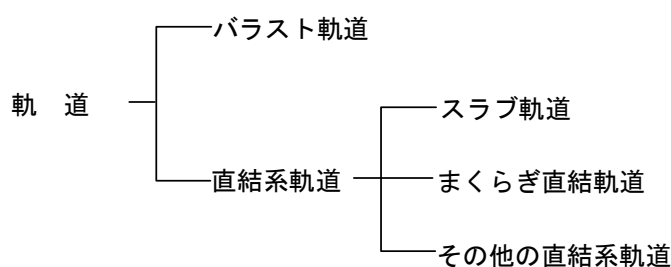 バラスト軌道
軌　道
スラブ軌道
直結系軌道
まくらぎ直結軌道
その他の直結系軌道